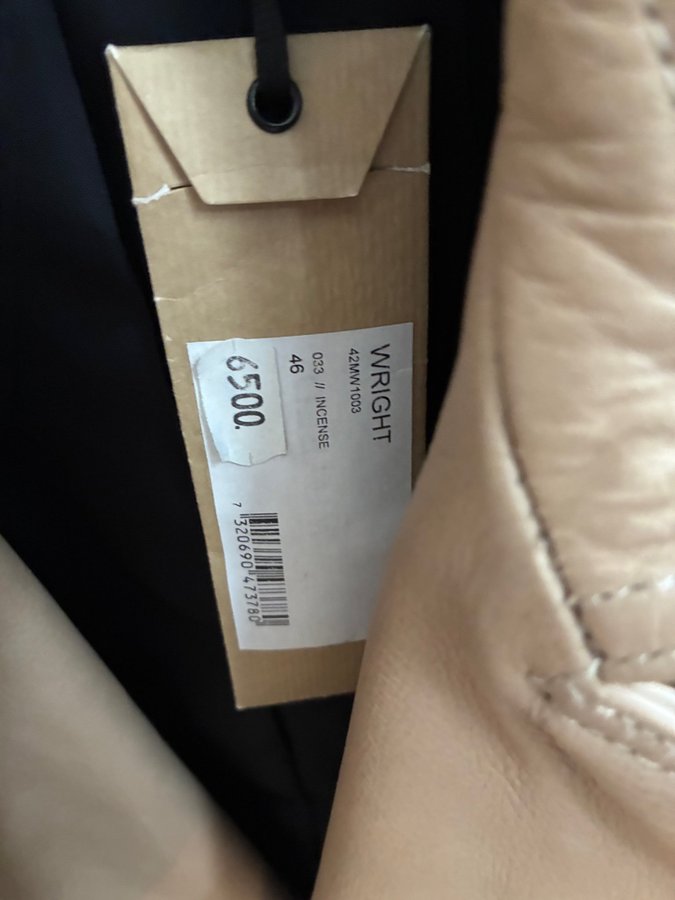 WRIGHT
42MW1003
033 // INCENSE
46
6500.
7 320690 473780